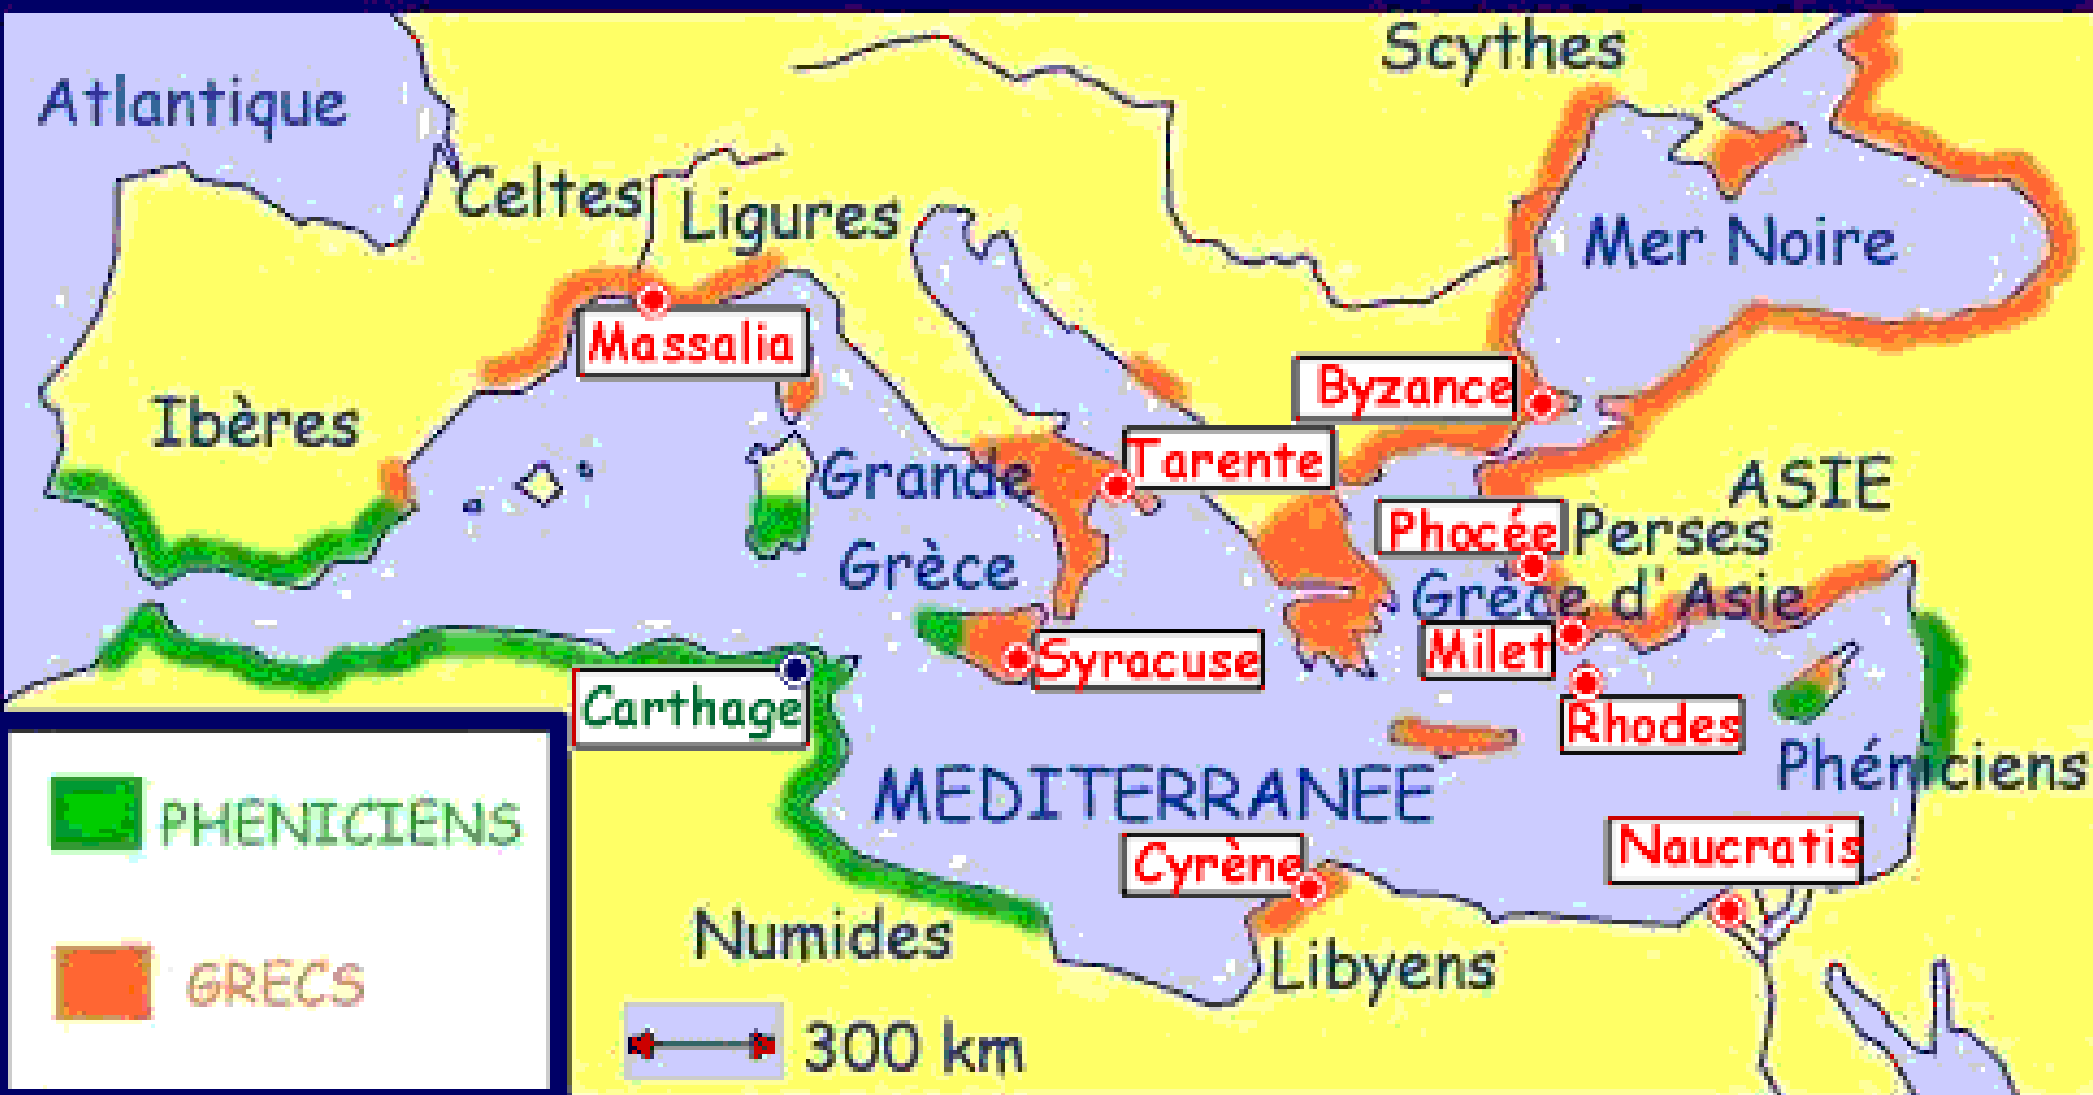 Scythes
Atlantique
Celtes
Ligures
Mer Noire
Massalia
Byzance
Ibères
Tarente
Grande
Grèce
ASIE
Phocée
Perses
Grèce d'Asie
Milet
Syracuse
Carthage
Rhodes
Phéniciens
MEDITERRANEE
PHENICIENS
Naucratis
Cyrène
Numides
Libyens
GRECS
300 km